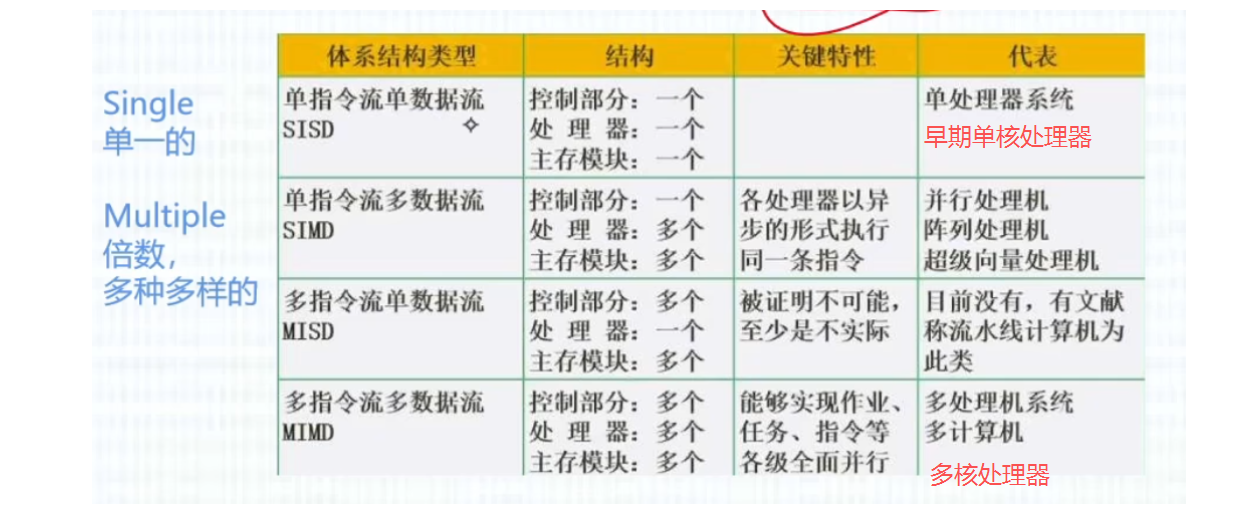 体系结构类型 结构 关键特性 代表
Single
单一的
Multiple
倍数，
多种多样的
单指令流单数据流
SISD
控制部分：一个
处 理 器：一个
主存模块：一个
单处理器系统
早期单核处理器
单指令流多数据流
SIMD
控制部分：一个
处 理 器：多个
主存模块：多个
各处理器以异
步的形式执行
同一条指令
并行处理机
阵列处理机
超级向量处理机
多指令流单数据流
MISD
控制部分：多个
处 理 器：一个
主存模块：多个
被证明不可能，
至少是不实际
目前没有，有文献
称流水线计算机为
此类
多指令流多数据流
MIMD
控制部分：多个
处 理 器：多个
主存模块：多个
能够实现作业、
任务、指令等
各级全面并行
多处理机系统
多计算机
多核处理器